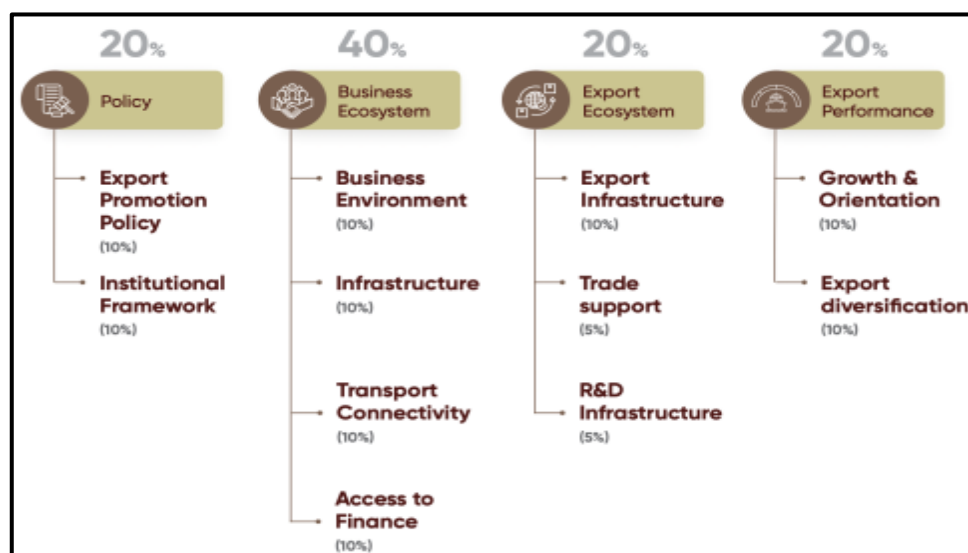 20%
Policy
Export
Promotion
Policy
(10%)
Institutional
Framework
(10%)
40%
Business
Ecosystem
Business
Environment
(10%)
Infrastructure
(10%)
Transport
Connectivity
(10%)
Access to
Finance
(10%)
20%
Export
Ecosystem
Export
Infrastructure
(10%)
Trade
support
(5%)
R&D
Infrastructure
(5%)
20%
Export
Performance
Growth &
Orientation
(10%)
Export
diversification
(10%)